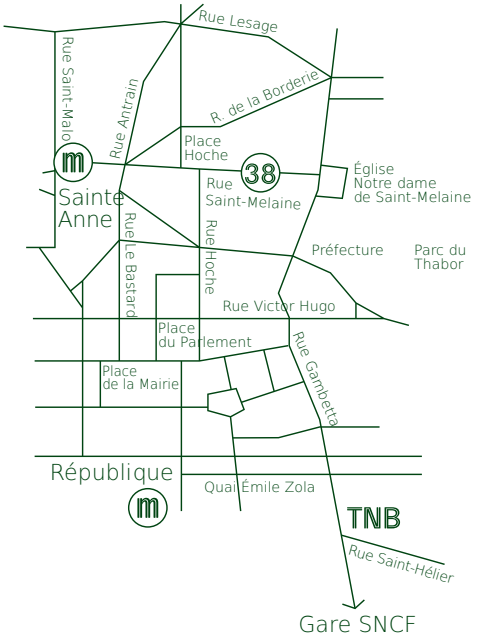 Rue Lesage
Rue Saint-Malo
Rue Antrain
R. de la Borderie
Place
Hoche
m
38
Église
Notre dame
de Saint-Melaine
Sainte
Anne
Rue
Saint-Melaine
Rue Le Bastard
Rue Hoche
Préfecture
Parc du
Thabor
Rue Victor Hugo
Place
du Parlement
Rue Gambetta
Place
de la Mairie
République
m
Quai Émile Zola
TNB
Rue Saint-Hélier
Gare SNCF